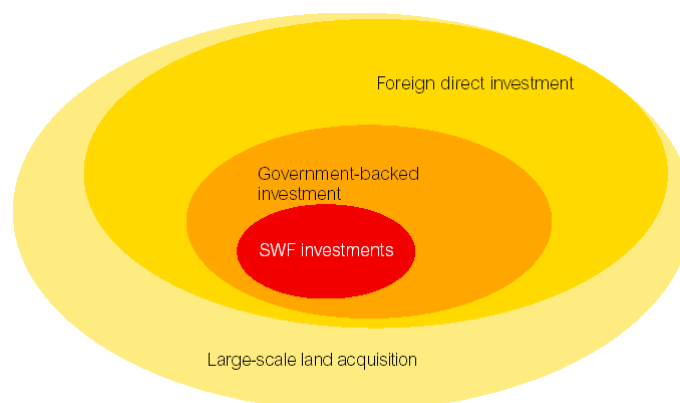 Foreign direct investment
Government-backed
investment
SWF investments
Large-scale land acquisition